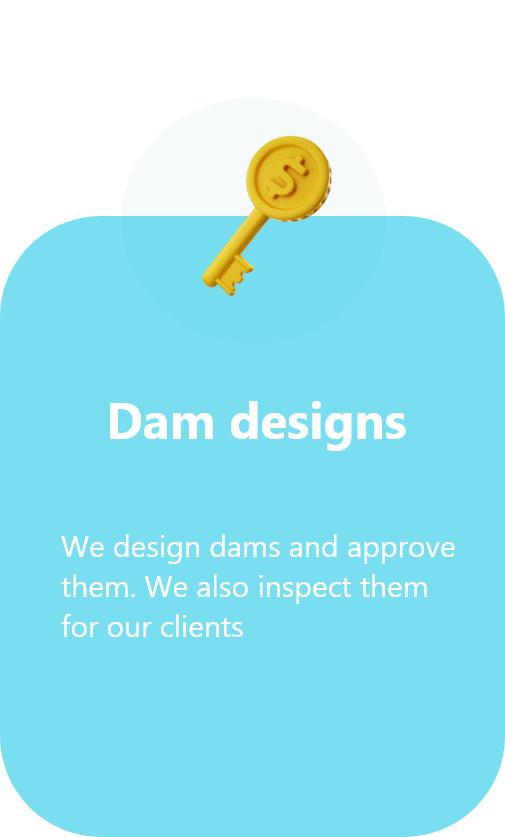 $
Dam designs
We design dams and approve
them. We also inspect them
for our clients